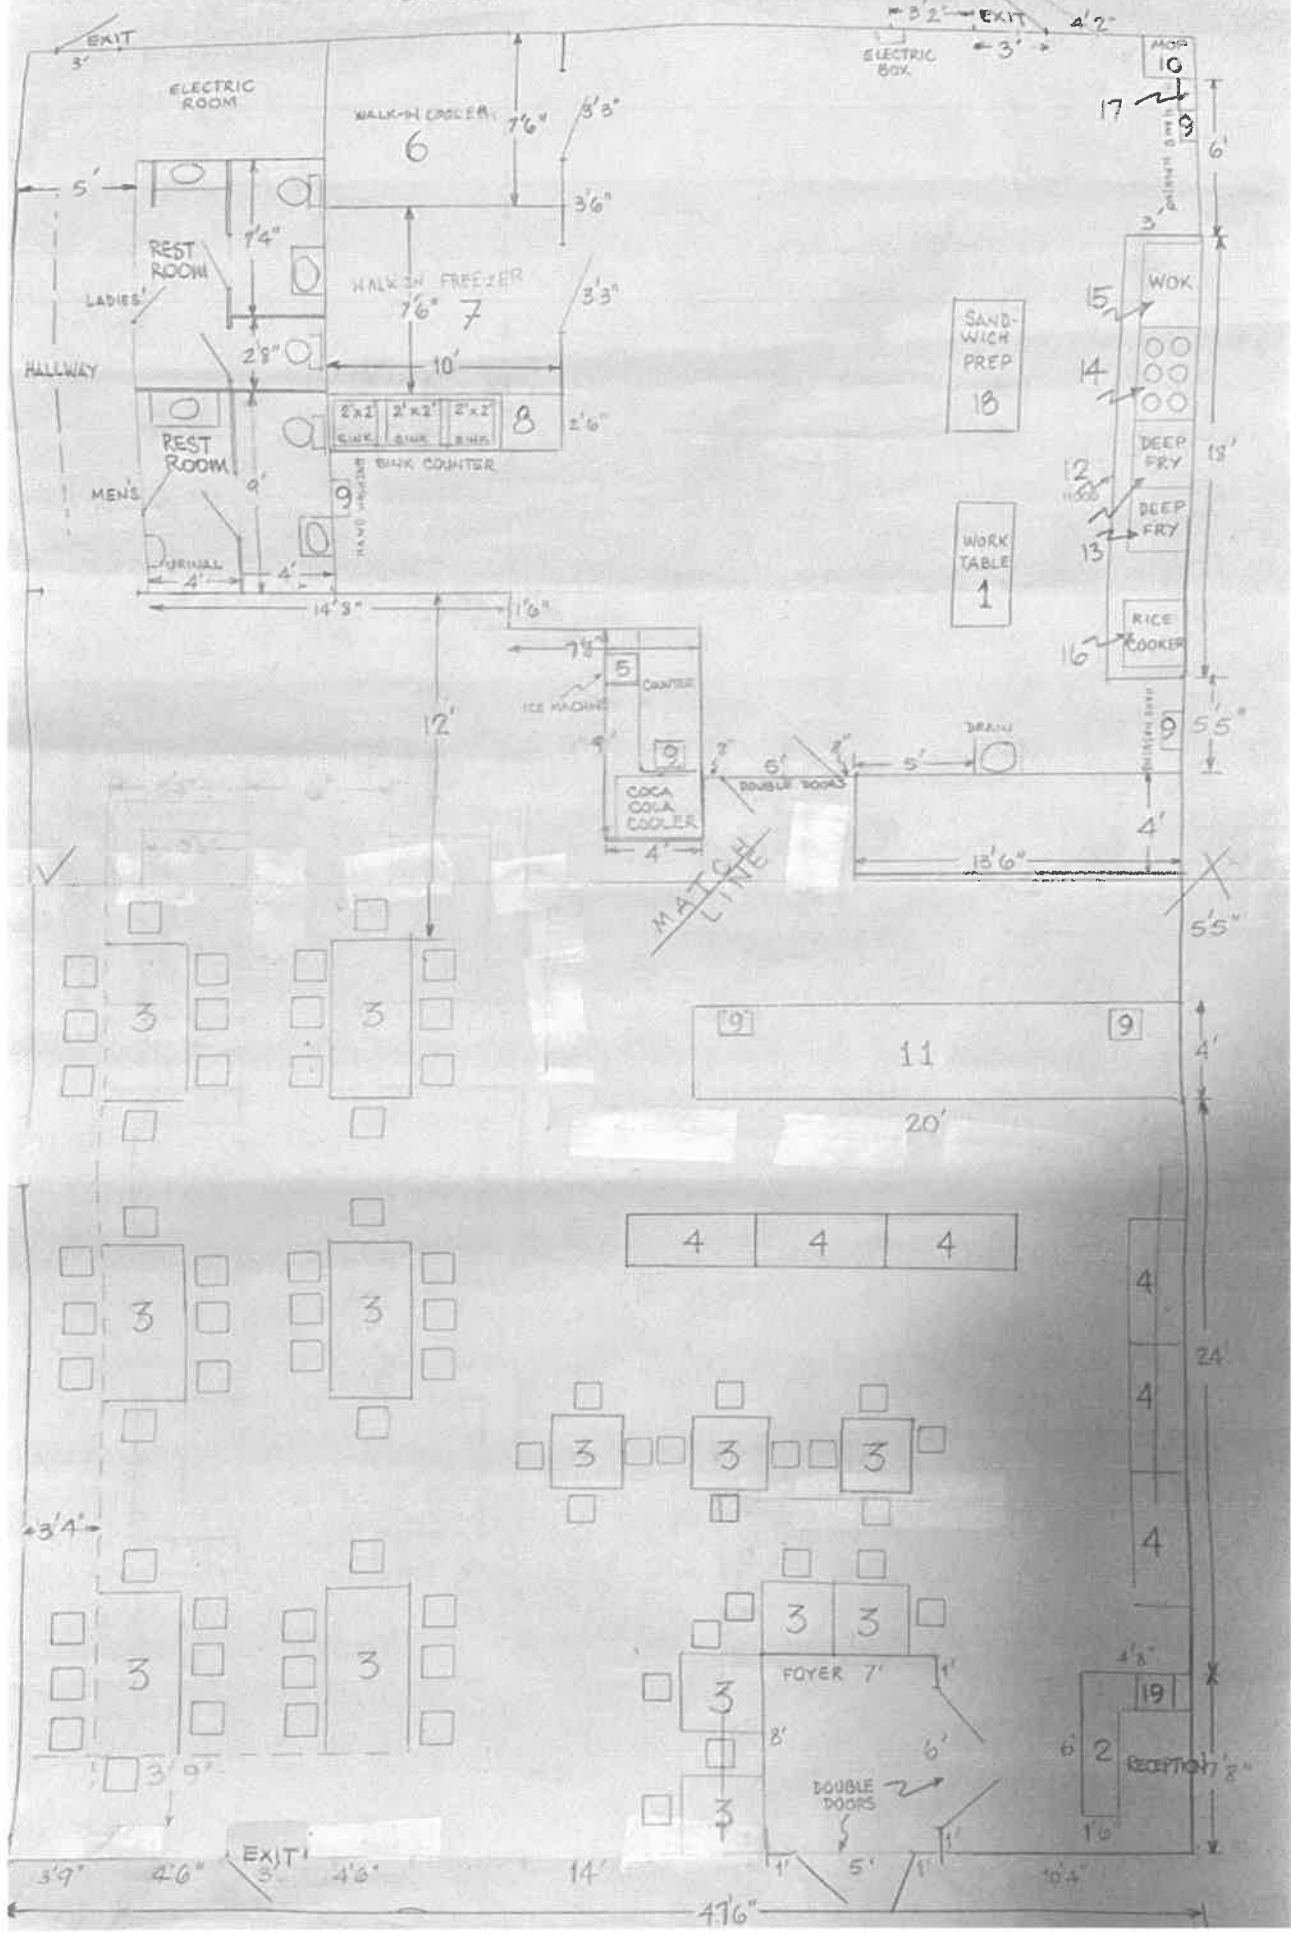 EXIT
3'
3'2"
EXIT
3'
4'2"
ELECTRIC
BOX
MOP
10
17
9
6'
3'
ELECTRIC
ROOM
WALK-IN COOLER
6
7'6"
3'3"
3'6"
5'
7'4"
REST
ROOM
LADIES'
2'8"
WALK-IN FREEZER
7'6"
7
3'3"
10'
HALLWAY
2'x2'
SINK
2'x2'
SINK
2'x2'
SINK
8
2'6"
SINK COUNTER
REST
ROOM
MEN'S
9'
9
URINAL
4'
4'
14'8"
1'6"
SAND-
WICH
PREP
18
WORK
TABLE
1
15
WOK
14
DEEP
FRY
18'
12
HOOD
DEEP
FRY
13
RICE
COOKER
16
12'
5
COUNTER
ICE MACHINE
9
COCA
COLA
COOLER
4'
2"
5'
DOUBLE DOORS
5'
DRAIN
9
5'5"
4'
13'6"
MATCH
LINE
5'5"
3
3
9
9
11
4'
20'
3
3
4
4
4
4
4
4
24'
3
3
3
3'4"
3
3
3
3
3
3
FOYER 7'
1'
8'
6'
DOUBLE
DOORS
4'8"
19
6'
2
RECEPTION
7'8"
1'6"
3'9"
EXIT
3'9"
4'6"
3'
4'6"
14'
1'
5'
1'
1'
47'6"